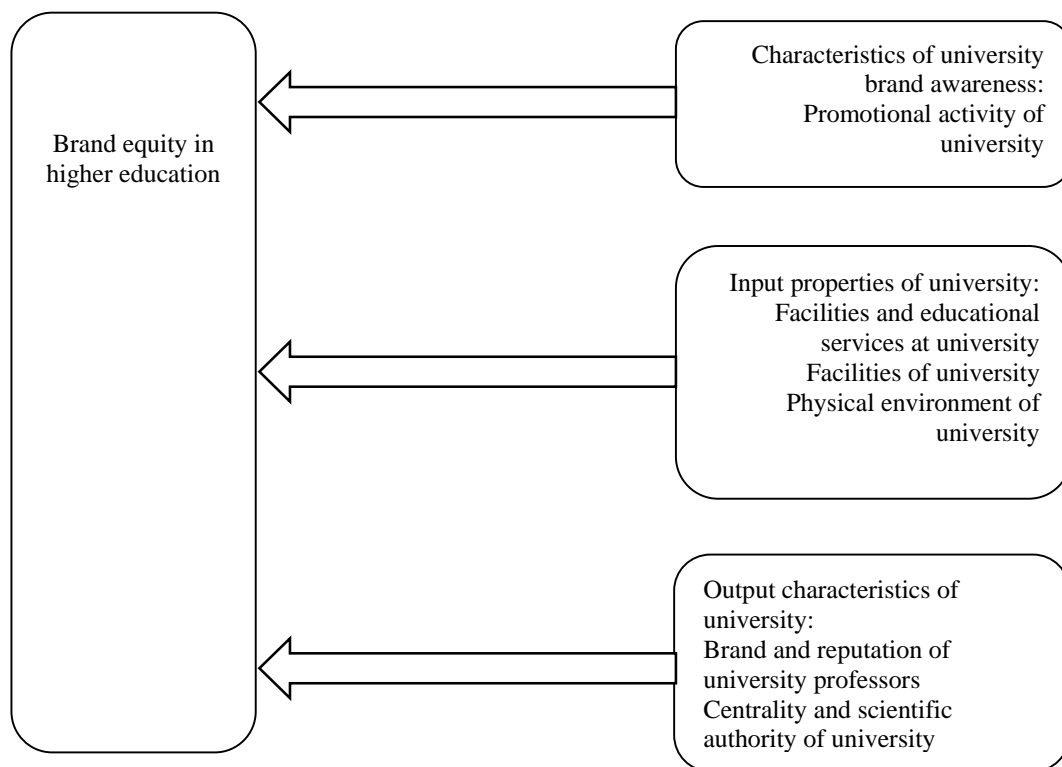 Brand equity in
higher education
Characteristics of university
brand awareness:
Promotional activity of
university
Input properties of university:
Facilities and educational
services at university
Facilities of university
Physical environment of
university
Output characteristics of
university:
Brand and reputation of
university professors
Centrality and scientific
authority of university